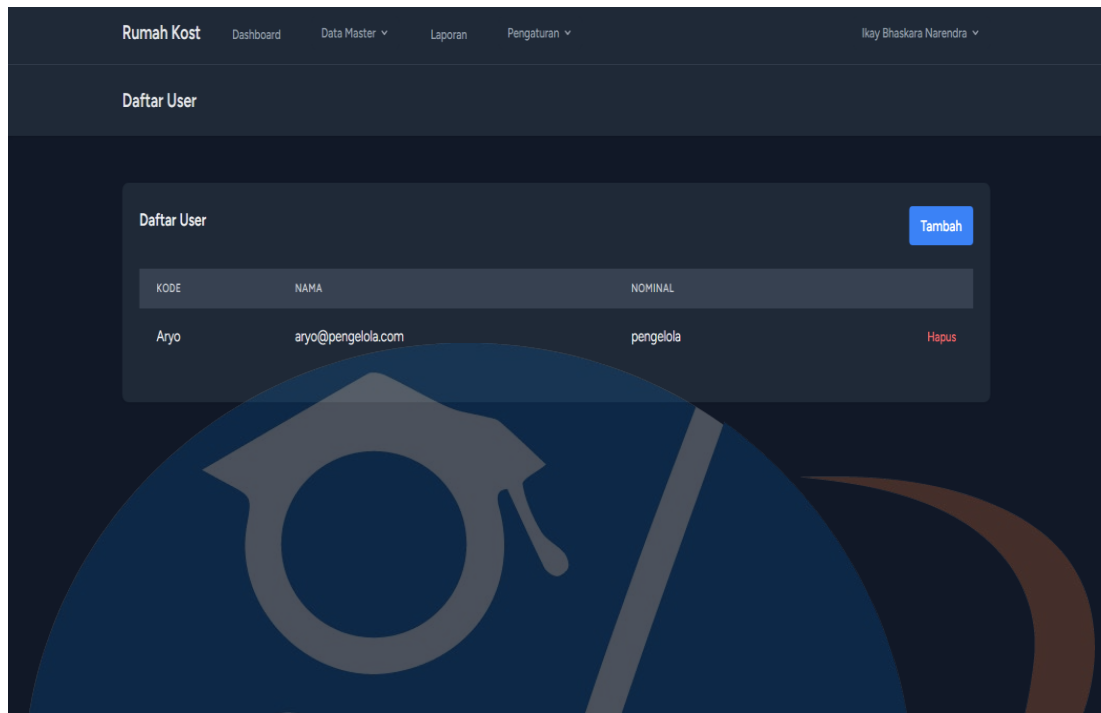 Rumah Kost Dashboard Data Master Laporan Pengaturan Ikay Bhaskara Narendra
Daftar User
Daftar User Tambah
KODE NAMA NOMINAL
Aryo aryo@pengelola.com pengelola Hapus